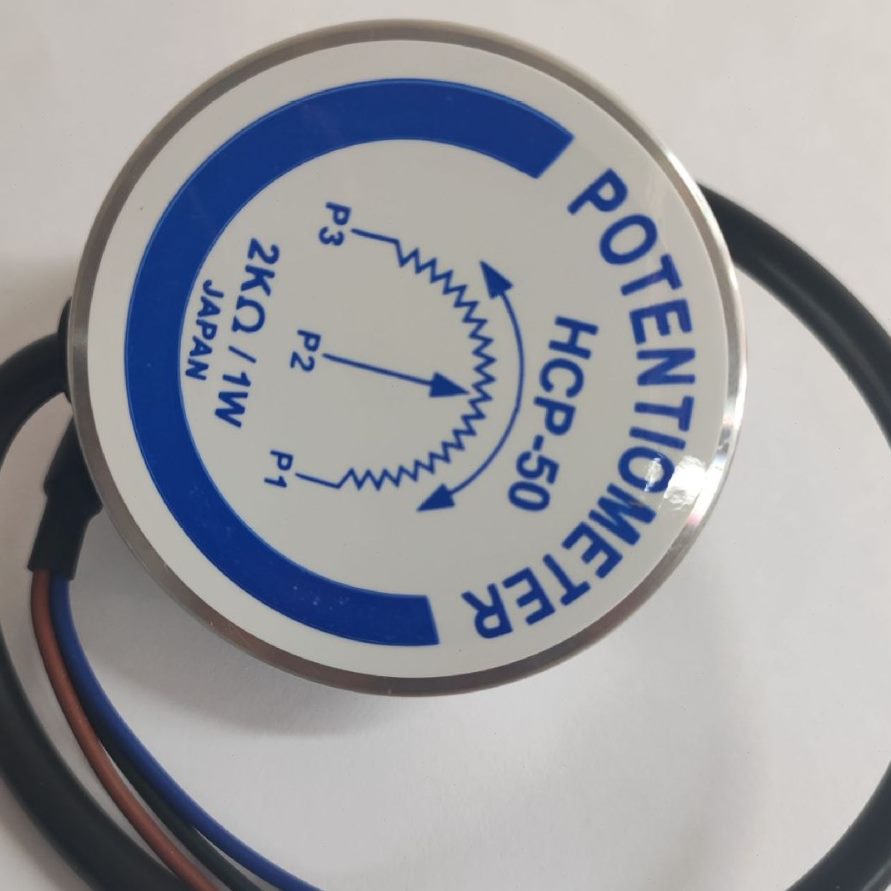 POTENTIOMETER
HCP-50
P3
P2
P1
2KΩ/1W
JAPAN